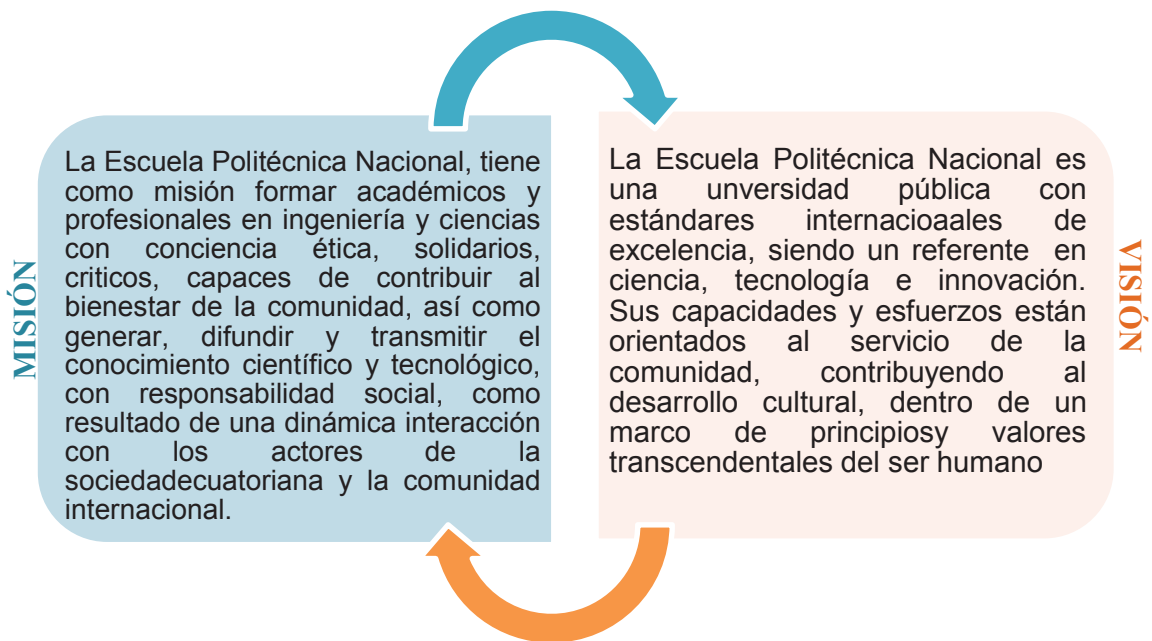 MISIÓN
La Escuela Politécnica Nacional, tiene
como misión formar académicos y
profesionales en ingeniería y ciencias
con conciencia ética, solidarios,
criticos, capaces de contribuir al
bienestar de la comunidad, así como
generar, difundir y transmitir el
conocimiento científico y tecnológico,
con responsabilidad social, como
resultado de una dinámica interacción
con los actores de la
sociedadecuatoriana y la comunidad
internacional.
La Escuela Politécnica Nacional es
una unversidad pública con
estándares internacioaales de
excelencia, siendo un referente en
ciencia, tecnología e innovación.
Sus capacidades y esfuerzos están
orientados al servicio de la
comunidad, contribuyendo al
desarrollo cultural, dentro de un
marco de principiosy valores
transcendentales del ser humano
VISIÓN